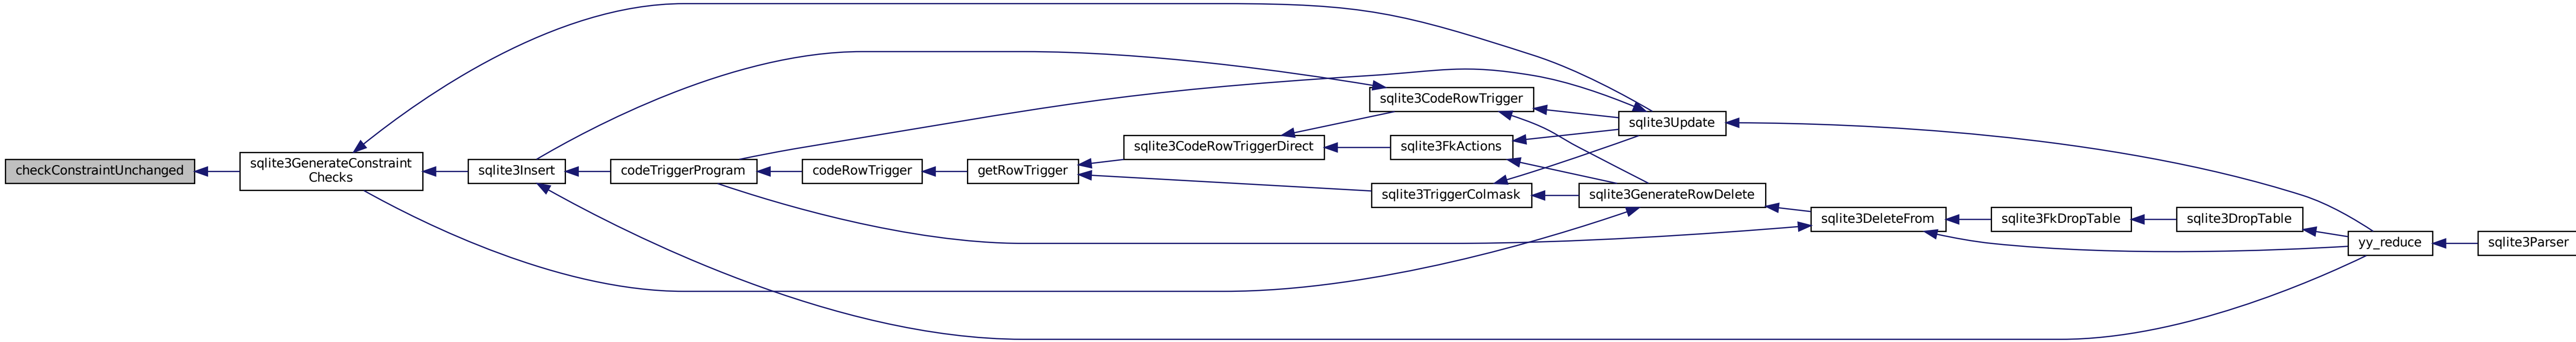 checkConstraintUnchanged
sqlite3GenerateConstraint
Checks
sqlite3Insert
codeTriggerProgram
codeRowTrigger
getRowTrigger
sqlite3CodeRowTriggerDirect
sqlite3CodeRowTrigger
sqlite3FkActions
sqlite3TriggerColmask
sqlite3Update
sqlite3GenerateRowDelete
sqlite3DeleteFrom
sqlite3FkDropTable
sqlite3DropTable
yy_reduce
sqlite3Parser